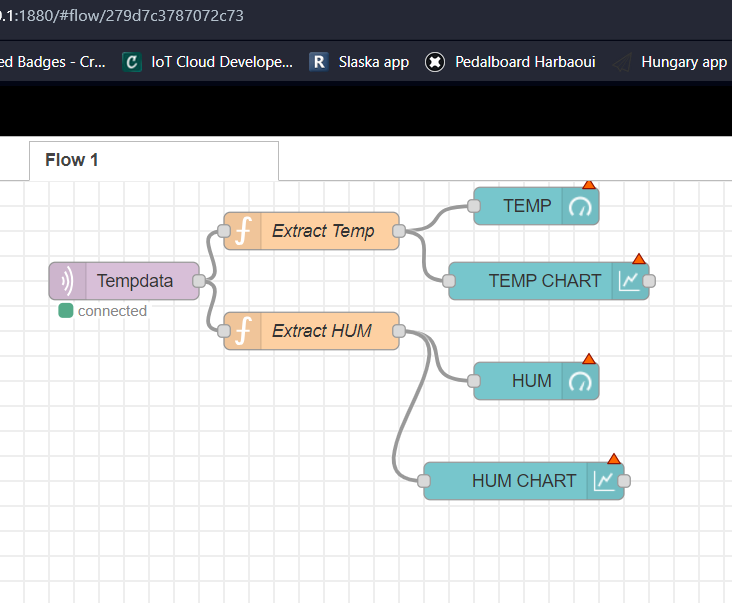 0.1:1880/#flow/279d7c3787072c73
ed Badges - Cr... IoT Cloud Develope... R Slaska app Pedalboard Harbaoui Hungary app
Flow 1
TEMP
Extract Temp
Tempdata
TEMP CHART
connected
Extract HUM
HUM
HUM CHART